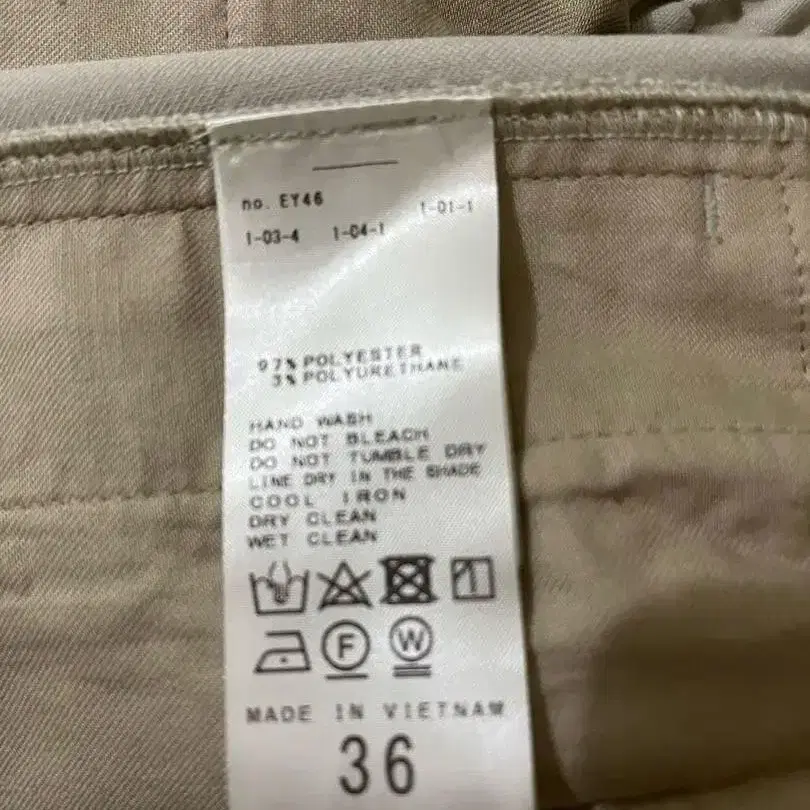 no. EY46
1-03-4 1-04-1 1-01-1
97% POLYESTER
3% POLYURETHANE
HAND WASH
DO NOT BLEACH
DO NOT TUMBLE DRY
LINE DRY IN THE SHADE
COOL IRON
DRY CLEAN
WET CLEAN
F W
MADE IN VIETNAM
36